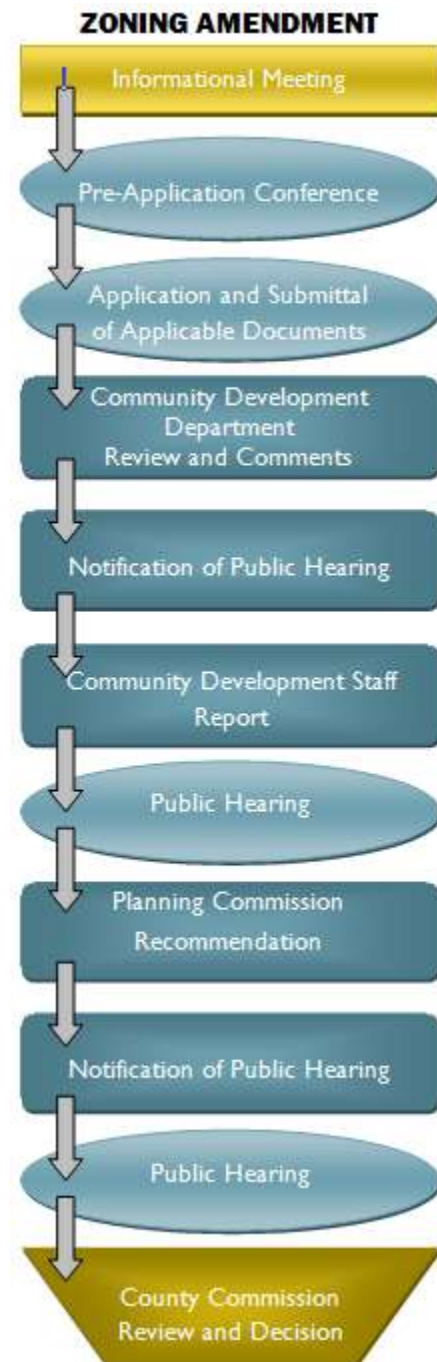 ZONING AMENDMENT
Informational Meeting
Pre-Application Conference
Application and Submittal
of Applicable Documents
Community Development
Department
Review and Comments
Notification of Public Hearing
Community Development Staff
Report
Public Hearing
Planning Commission
Recommendation
Notification of Public Hearing
Public Hearing
County Commission
Review and Decision